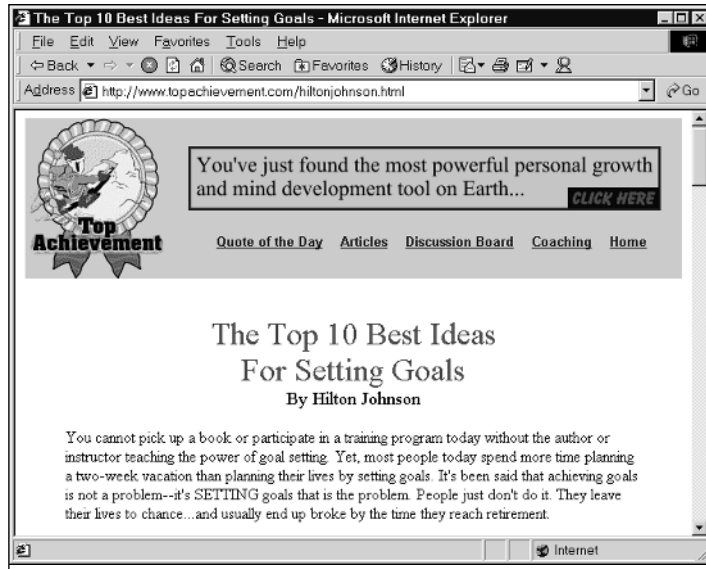 The Top 10 Best Ideas For Setting Goals - Microsoft Internet Explorer
File Edit View Favorites Tools Help
Back Search Favorites History
Address http://www.topachievement.com/hiltonjohnson.html Go
You've just found the most powerful personal growth
and mind development tool on Earth...
CLICK HERE
Top
Achievement
Quote of the Day Articles Discussion Board Coaching Home
The Top 10 Best Ideas
For Setting Goals
By Hilton Johnson
You cannot pick up a book or participate in a training program today without the author or
instructor teaching the power of goal setting. Yet, most people today spend more time planning
a two-week vacation than planning their lives by setting goals. It's been said that achieving goals
is not a problem--it's SETTING goals that is the problem. People just don't do it. They leave
their lives to chance...and usually end up broke by the time they reach retirement.
Internet